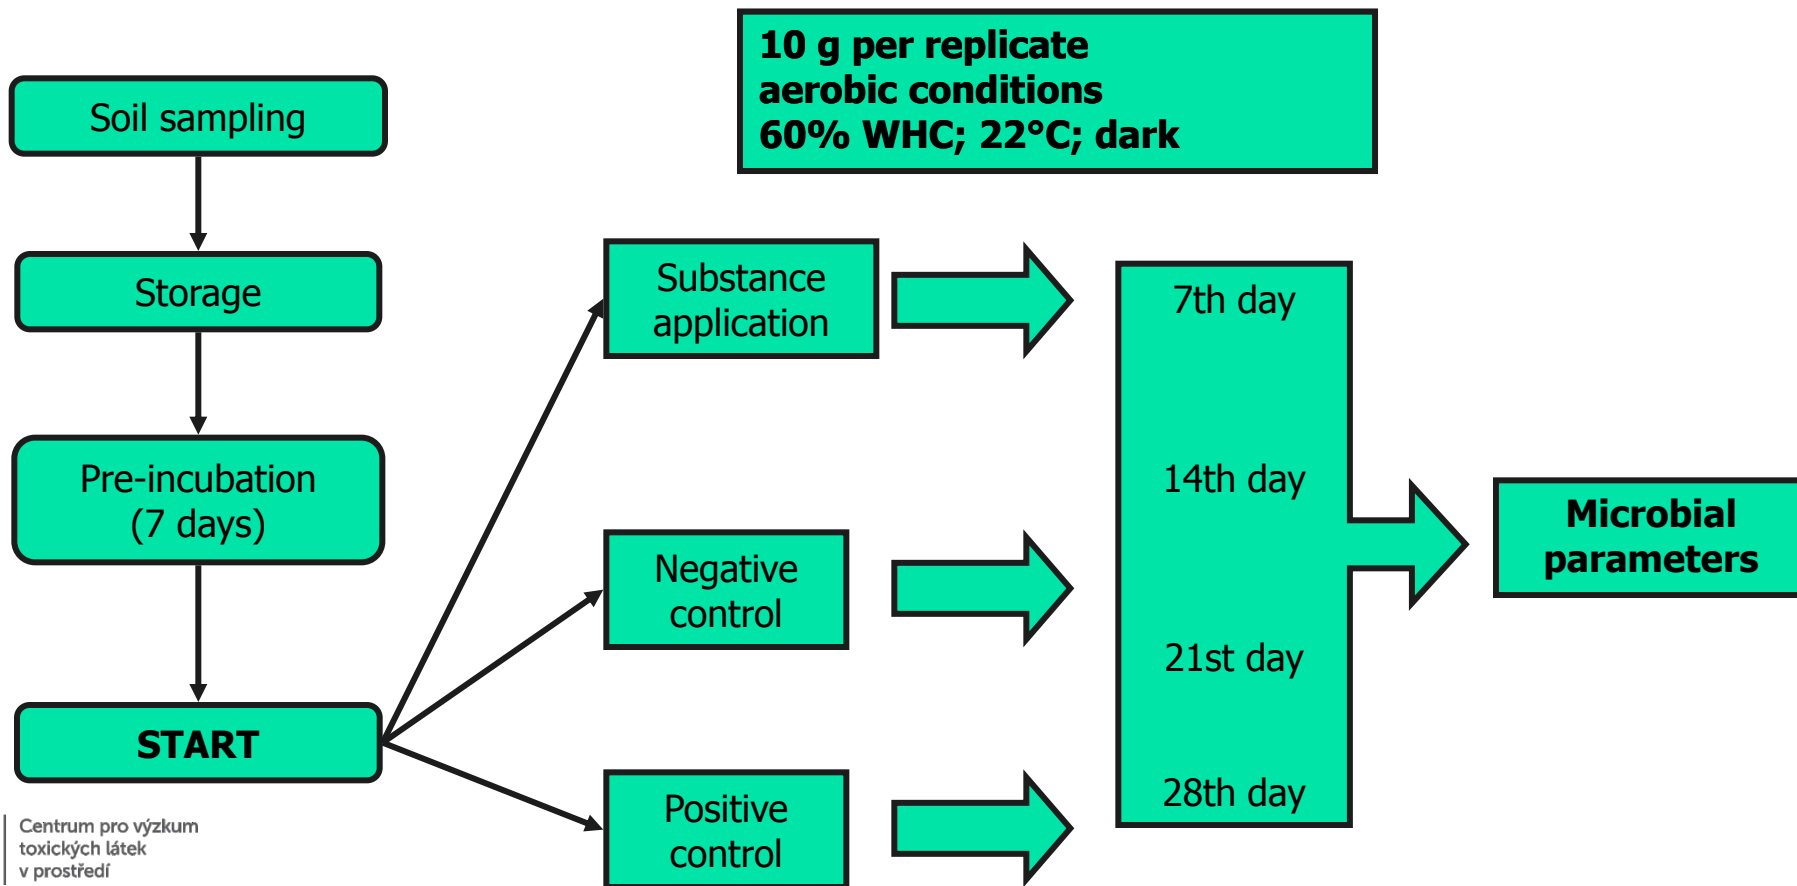 10 g per replicate
aerobic conditions
60% WHC; 22°C; dark
Soil sampling
Storage
Pre-incubation
(7 days)
START
Substance
application
Negative
control
Positive
control
7th day
14th day
21st day
28th day
Microbial
parameters
Centrum pro výzkum
toxických látek
v prostředí